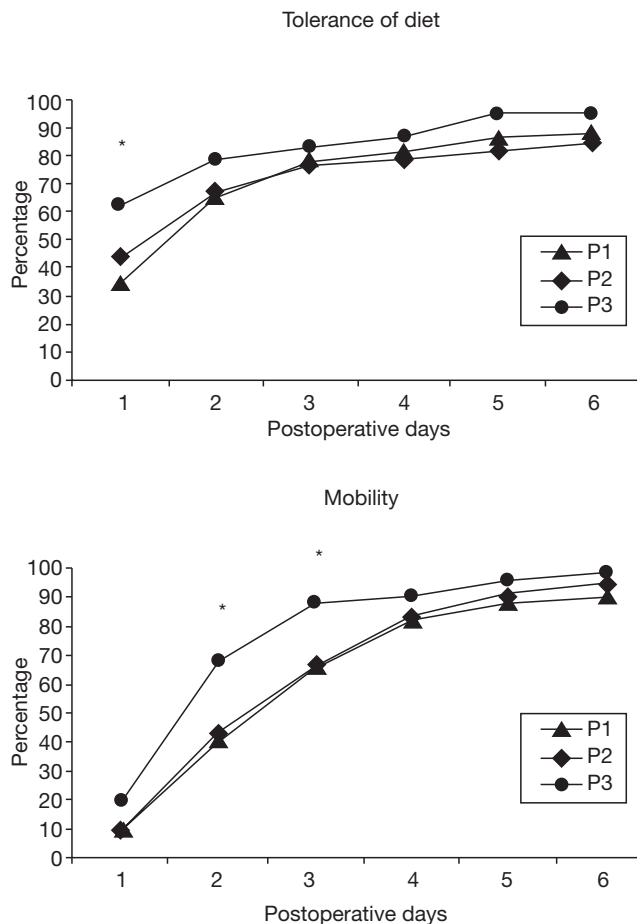 Tolerance of diet
100
90
80
70
60
50
40
30
20
10
0
Percentage
*
P1
P2
P3
1 2 3 4 5 6
Postoperative days
Mobility
100
90
80
70
60
50
40
30
20
10
0
Percentage
*
*
P1
P2
P3
1 2 3 4 5 6
Postoperative days